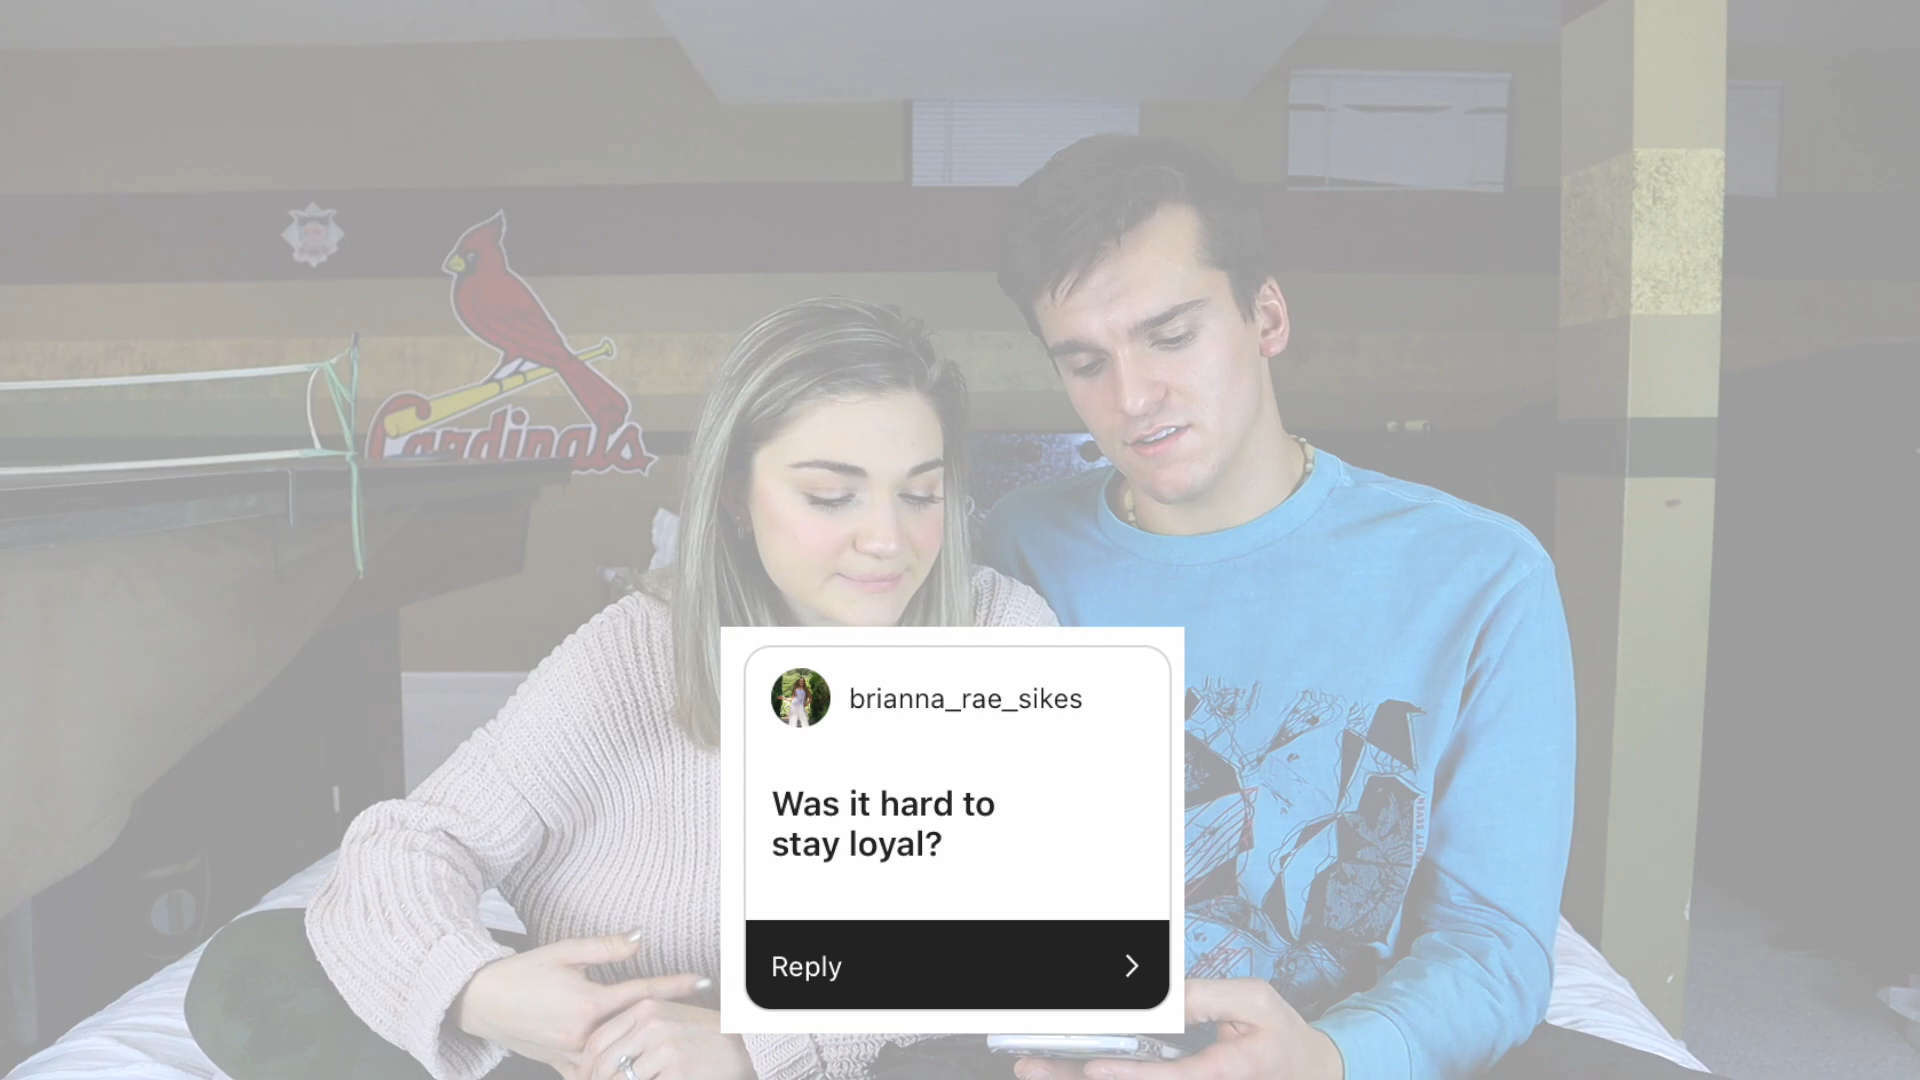 Cardinals
brianna_rae_sikes
Was it hard to
stay loyal?
Reply